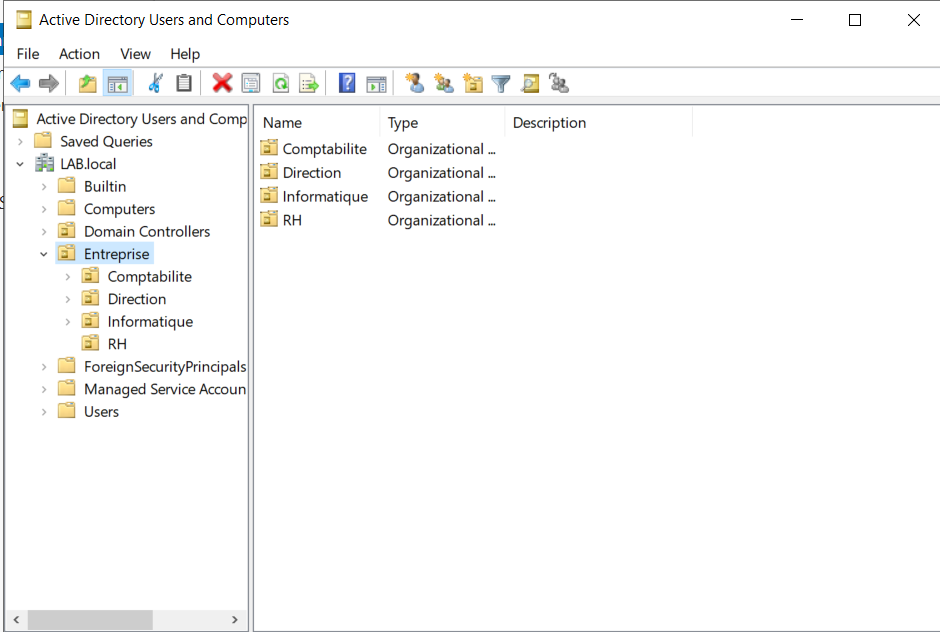 Active Directory Users and Computers
File Action View Help
Active Directory Users and Comp
Saved Queries
LAB.local
Builtin
Computers
Domain Controllers
Entreprise
Comptabilite
Direction
Informatique
RH
ForeignSecurityPrincipals
Managed Service Accoun
Users
Name Type Description
Comptabilite Organizational ...
Direction Organizational ...
Informatique Organizational ...
RH Organizational ...